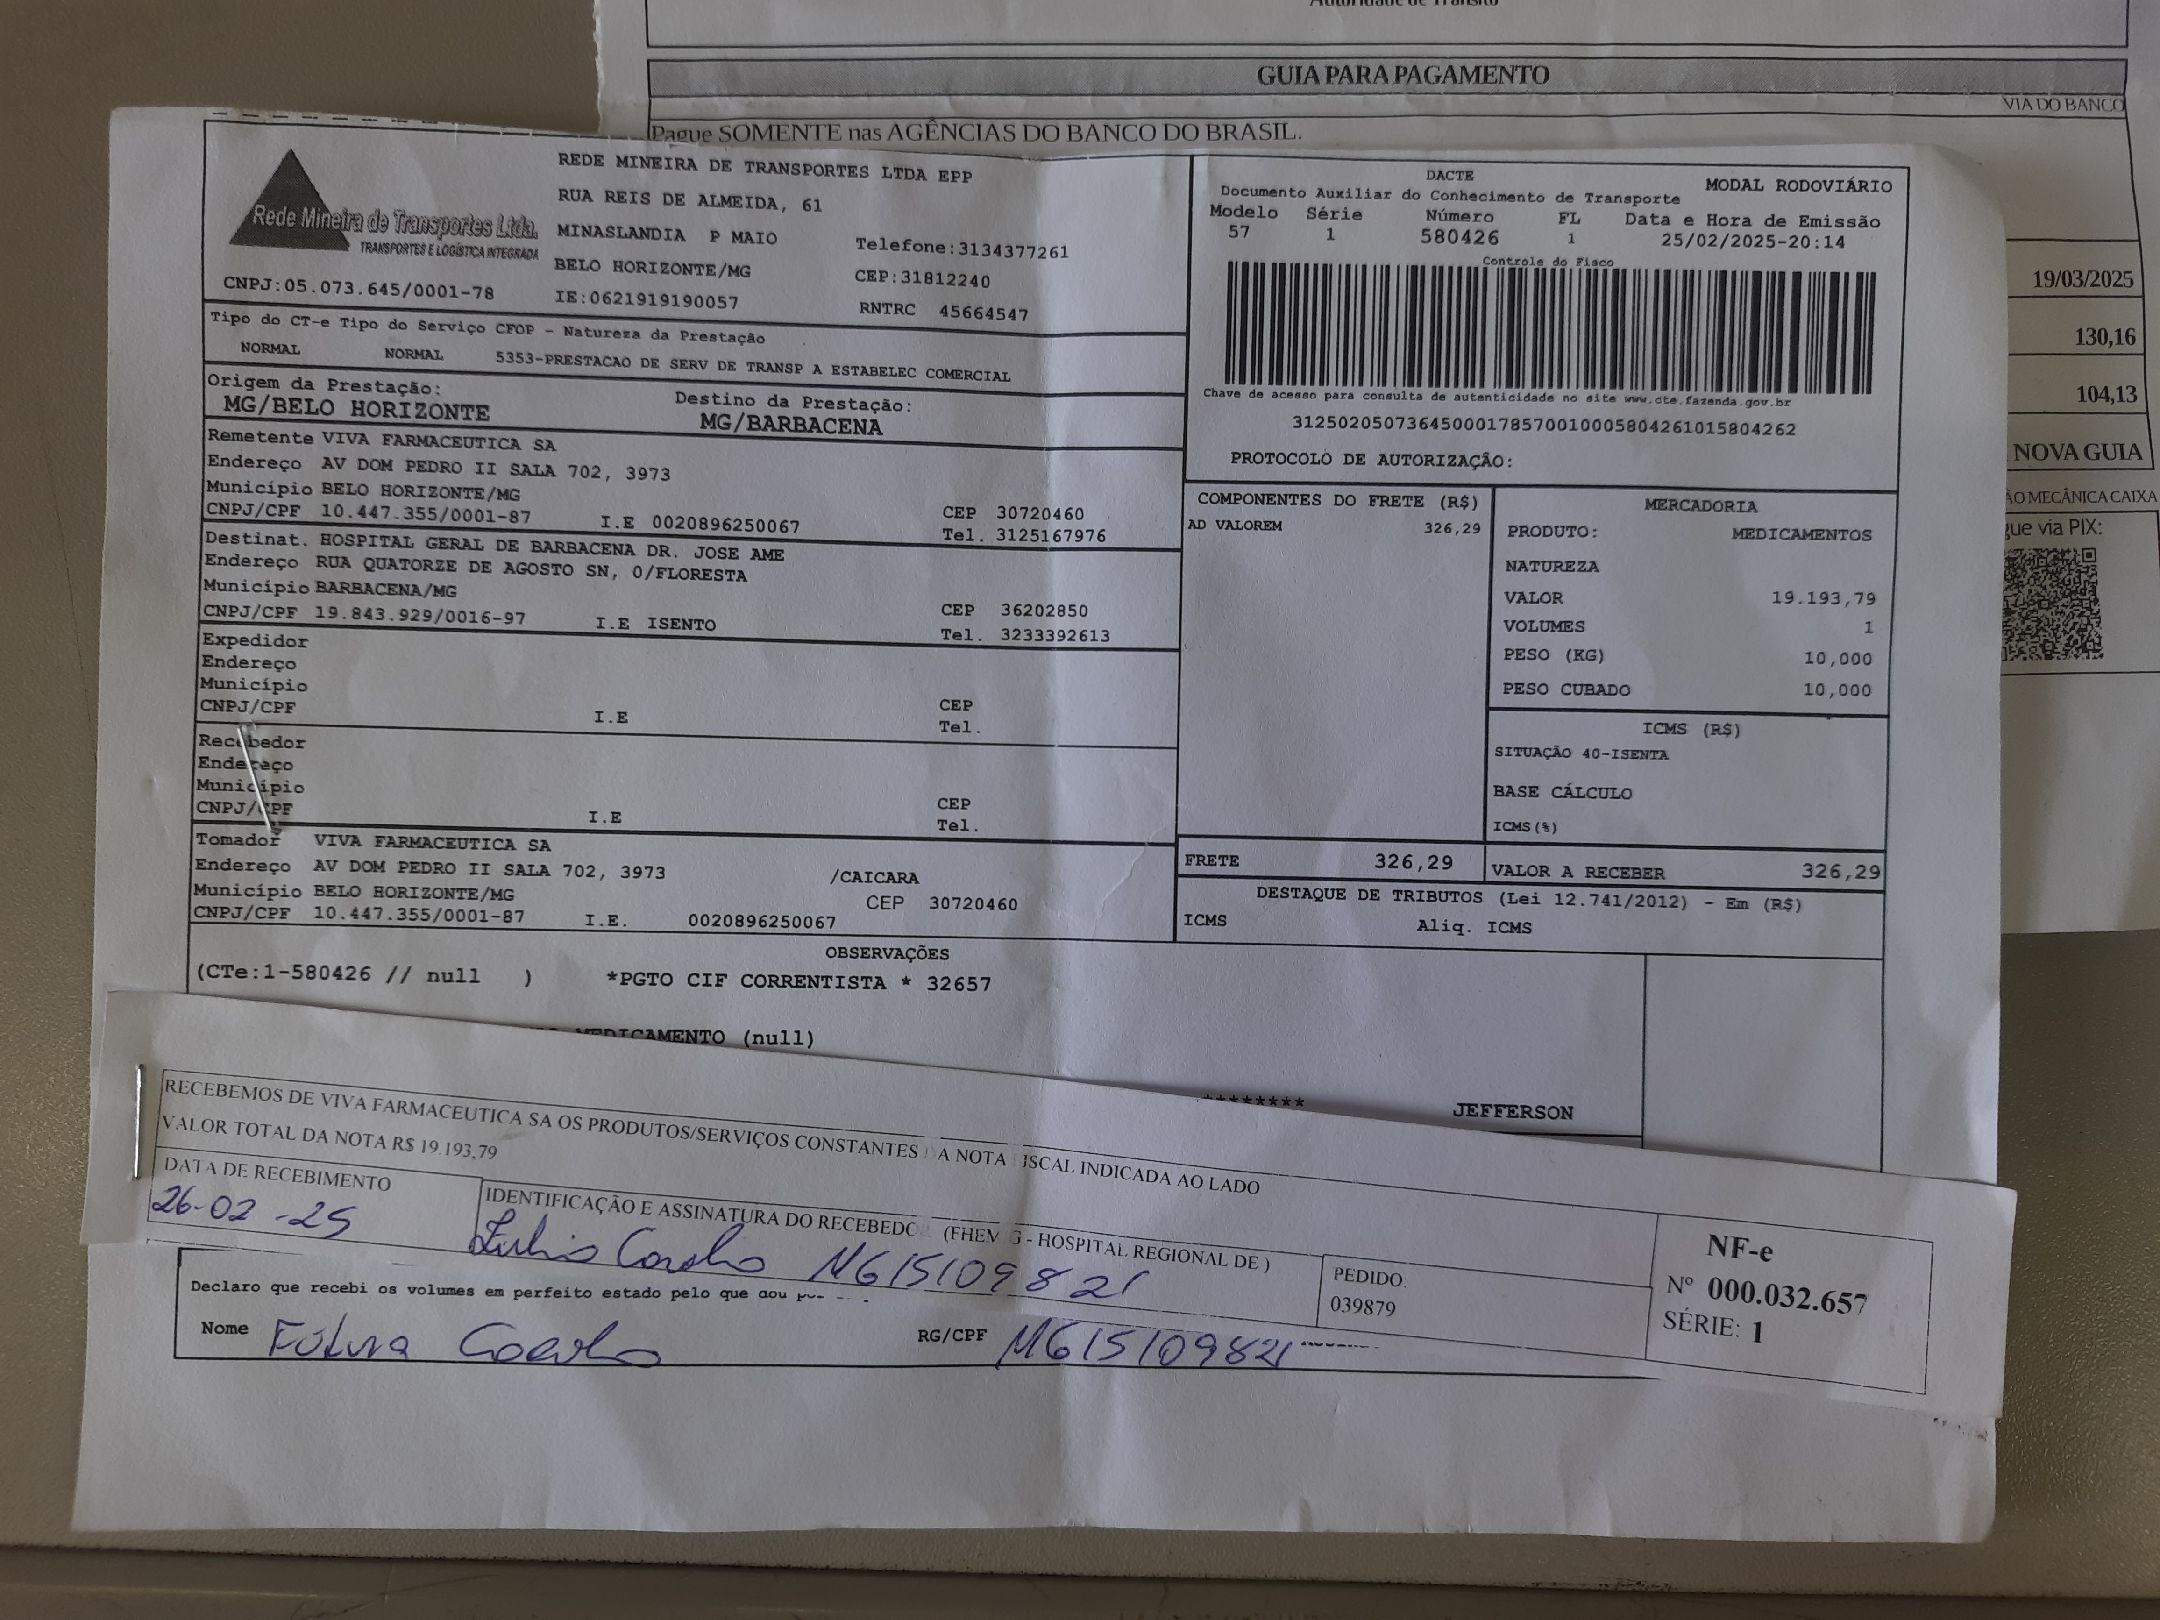 Autoridade de Trânsito
GUIA PARA PAGAMENTO
VIA DO BANCO
Pague SOMENTE nas AGÊNCIAS DO BANCO DO BRASIL.
19/03/2025
130,16
104,13
NOVA GUIA
MECÂNICA CAIXA
via PIX:
Rede Mineira de Transportes Ltda.
TRANSPORTES E LOGÍSTICA INTEGRADA
CNPJ:05.073.645/0001-78
REDE MINEIRA DE TRANSPORTES LTDA EPP
RUA REIS DE ALMEIDA, 61
MINASLANDIA P MAIO Telefone:3134377261
BELO HORIZONTE/MG CEP:31812240
IE:0621919190057 RNTRC 45664547
DACTE MODAL RODOVIÁRIO
Documento Auxiliar do Conhecimento de Transporte
Modelo Série Número FL Data e Hora de Emissão
57 1 580426 1 25/02/2025-20:14
Controle do Fisco
Chave de acesso para consulta de autenticidade no site www.cte.fazenda.gov.br
31250205073645000178570010005804261015804262
PROTOCOLO DE AUTORIZAÇÃO:
Tipo do CT-e Tipo do Serviço CFOP - Natureza da Prestação
NORMAL NORMAL 5353-PRESTACAO DE SERV DE TRANSP A ESTABELEC COMERCIAL
Origem da Prestação: Destino da Prestação:
MG/BELO HORIZONTE MG/BARBACENA
Remetente VIVA FARMACEUTICA SA
Endereço AV DOM PEDRO II SALA 702, 3973
Município BELO HORIZONTE/MG CEP 30720460
CNPJ/CPF 10.447.355/0001-87 I.E 0020896250067 Tel. 3125167976
Destinat. HOSPITAL GERAL DE BARBACENA DR. JOSE AME
Endereço RUA QUATORZE DE AGOSTO SN, 0/FLORESTA
Município BARBACENA/MG CEP 36202850
CNPJ/CPF 19.843.929/0016-97 I.E ISENTO Tel. 3233392613
Expedidor
Endereço
Município CEP
CNPJ/CPF I.E Tel.
Recebedor
Endereço
Município CEP
CNPJ/CPF I.E Tel.
Tomador VIVA FARMACEUTICA SA
Endereço AV DOM PEDRO II SALA 702, 3973 /CAICARA
Município BELO HORIZONTE/MG CEP 30720460
CNPJ/CPF 10.447.355/0001-87 I.E. 0020896250067
COMPONENTES DO FRETE (R$)
AD VALOREM 326,29
MERCADORIA
PRODUTO: MEDICAMENTOS
NATUREZA
VALOR 19.193,79
VOLUMES 1
PESO (KG) 10,000
PESO CUBADO 10,000
ICMS (R$)
SITUAÇÃO 40-ISENTA
BASE CÁLCULO
ICMS(%)
FRETE 326,29 VALOR A RECEBER 326,29
DESTAQUE DE TRIBUTOS (Lei 12.741/2012) - Em (R$)
ICMS Aliq. ICMS
OBSERVAÇÕES
(CTe:1-580426 // null ) *PGTO CIF CORRENTISTA * 32657
MEDICAMENTO (null)
******** JEFFERSON
RECEBEMOS DE VIVA FARMACEUTICA SA OS PRODUTOS/SERVIÇOS CONSTANTES DA NOTA FISCAL INDICADA AO LADO
VALOR TOTAL DA NOTA R$ 19.193,79
DATA DE RECEBIMENTO
26-02-25
IDENTIFICAÇÃO E ASSINATURA DO RECEBEDO (FHEMIG - HOSPITAL REGIONAL DE )
Coelho MG15109821
PEDIDO:
039879
NF-e
Nº 000.032.657
SÉRIE: 1
Declaro que recebi os volumes em perfeito estado pelo que dou
Nome Coelho RG/CPF MG15109821